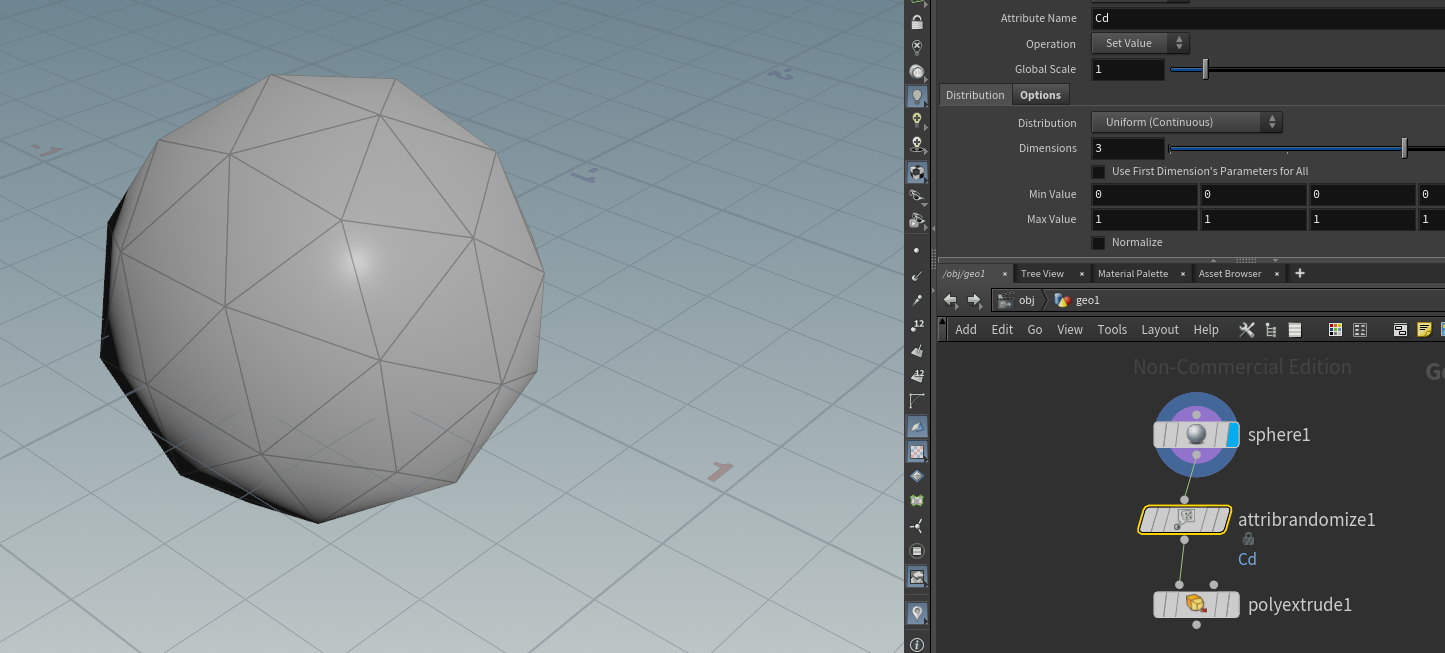 Attribute Name Cd
Operation Set Value
Global Scale 1
Distribution Options
Distribution Uniform (Continuous)
Dimensions 3
Use First Dimension's Parameters for All
Min Value 0 0 0 0
Max Value 1 1 1 1
Normalize
/obj/geo1 × Tree View × Material Palette × Asset Browser × +
obj geo1
Add Edit Go View Tools Layout Help
Non-Commercial Edition
sphere1
attribrandomize1
Cd
polyextrude1
12
12
-1
1